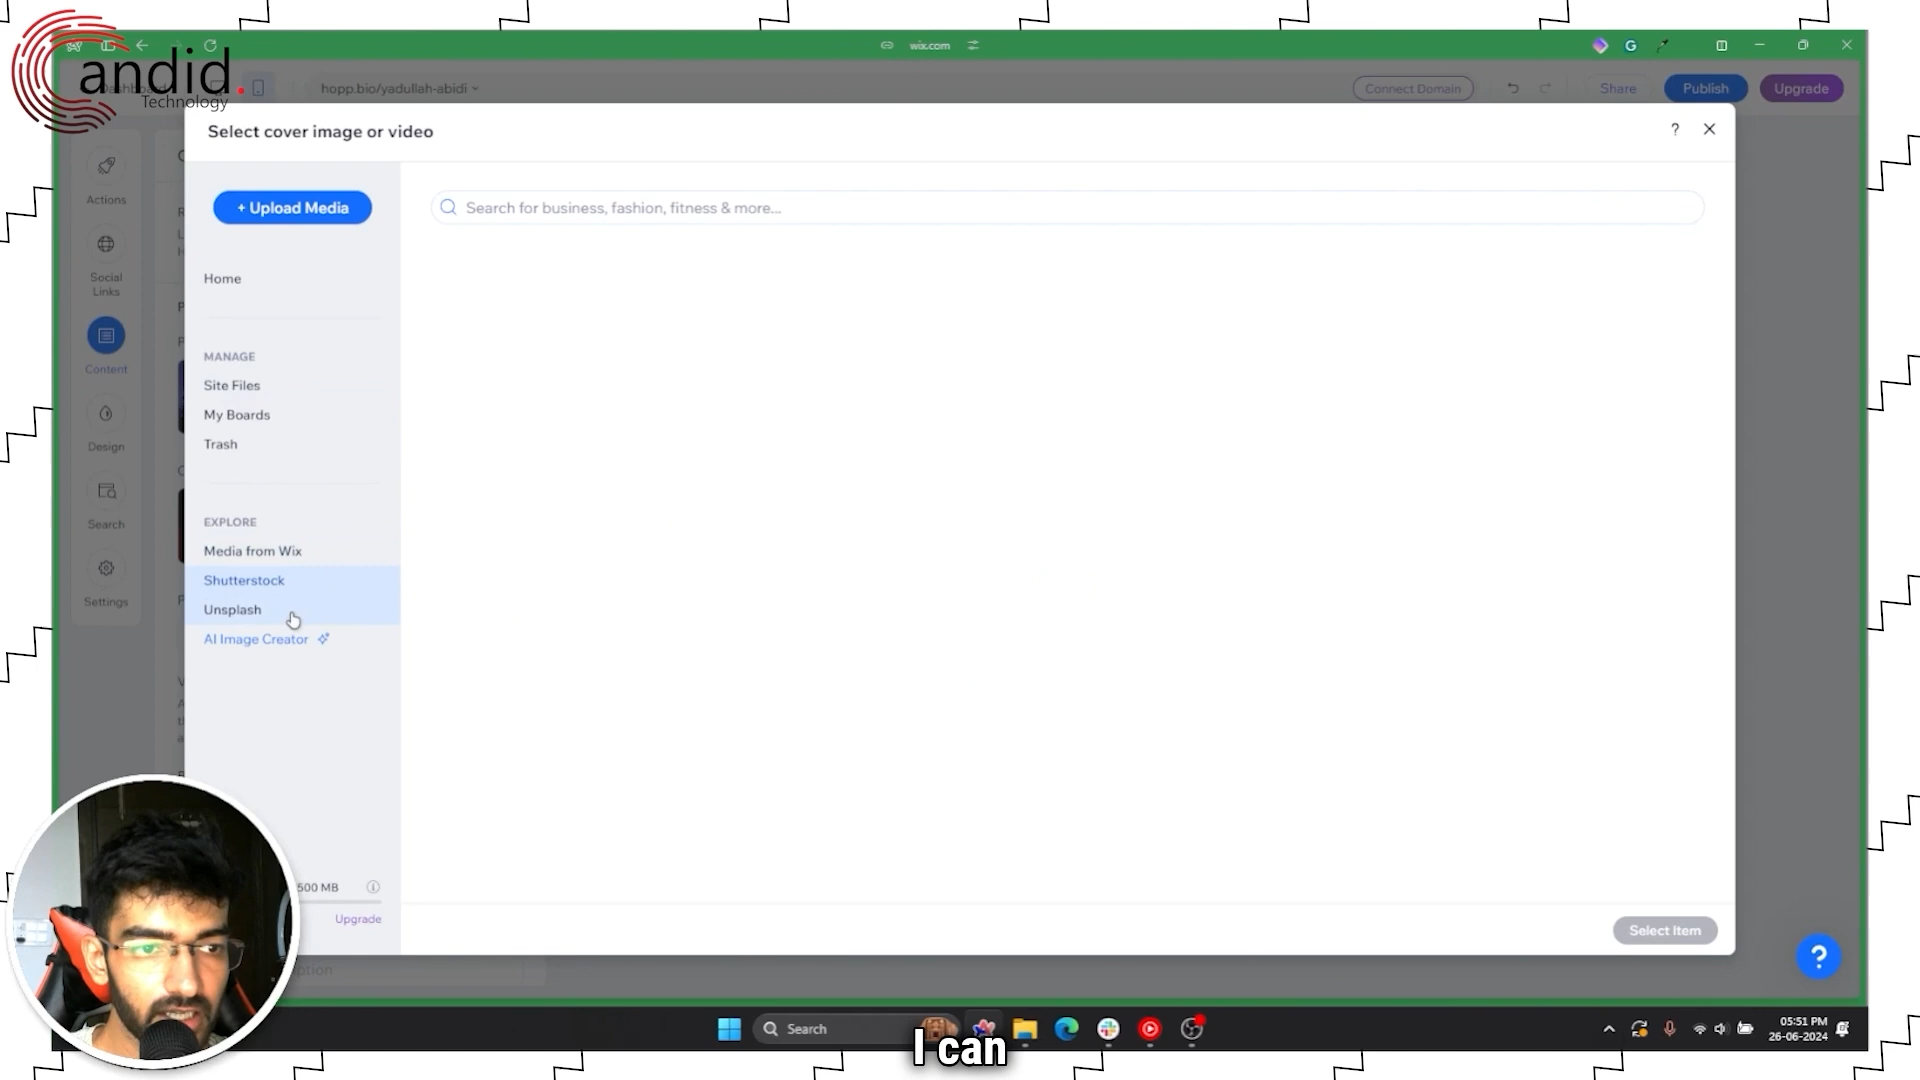 andid.
Technology
wix.com
hopp.bio/yadullah-abidi
Connect Domain
Share
Publish
Upgrade
Select cover image or video
?
+ Upload Media
Search for business, fashion, fitness & more...
Home
MANAGE
Site Files
My Boards
Trash
EXPLORE
Media from Wix
Shutterstock
Unsplash
AI Image Creator
500 MB
Upgrade
Select Item
Actions
Social
Links
Content
Design
Search
Settings
?
Search
I can
05:51 PM
26-06-2024